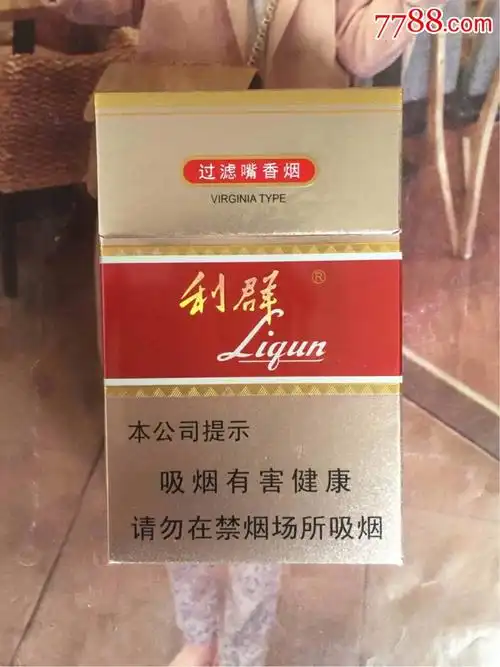 7788.com
过滤嘴香烟
VIRGINIA TYPE
利群®
Liqun
本公司提示
吸烟有害健康
请勿在禁烟场所吸烟